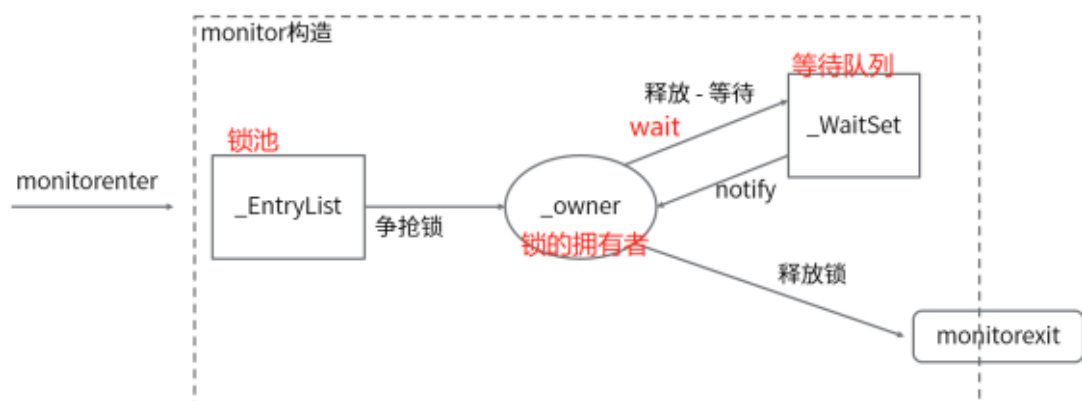 monitor构造
等待队列
释放 - 等待
wait
_WaitSet
锁池
monitorenter
_EntryList
争抢锁
_owner
锁的拥有者
notify
释放锁
monitorexit